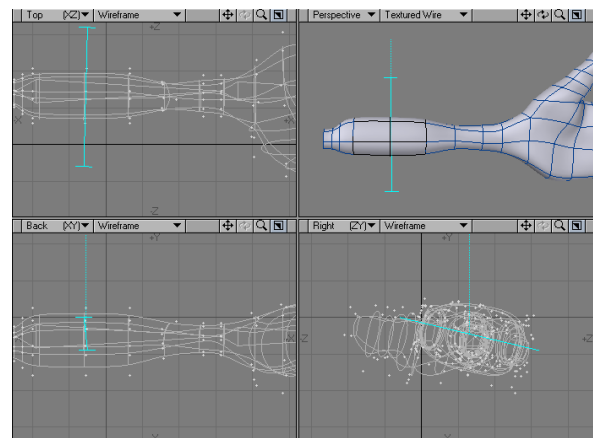 Top (XZ) Wireframe
Perspective Textured Wire
+Z
-X
-Z
Back (XY) Wireframe
Right (ZY) Wireframe
+Y
+Y
-Z
+Z